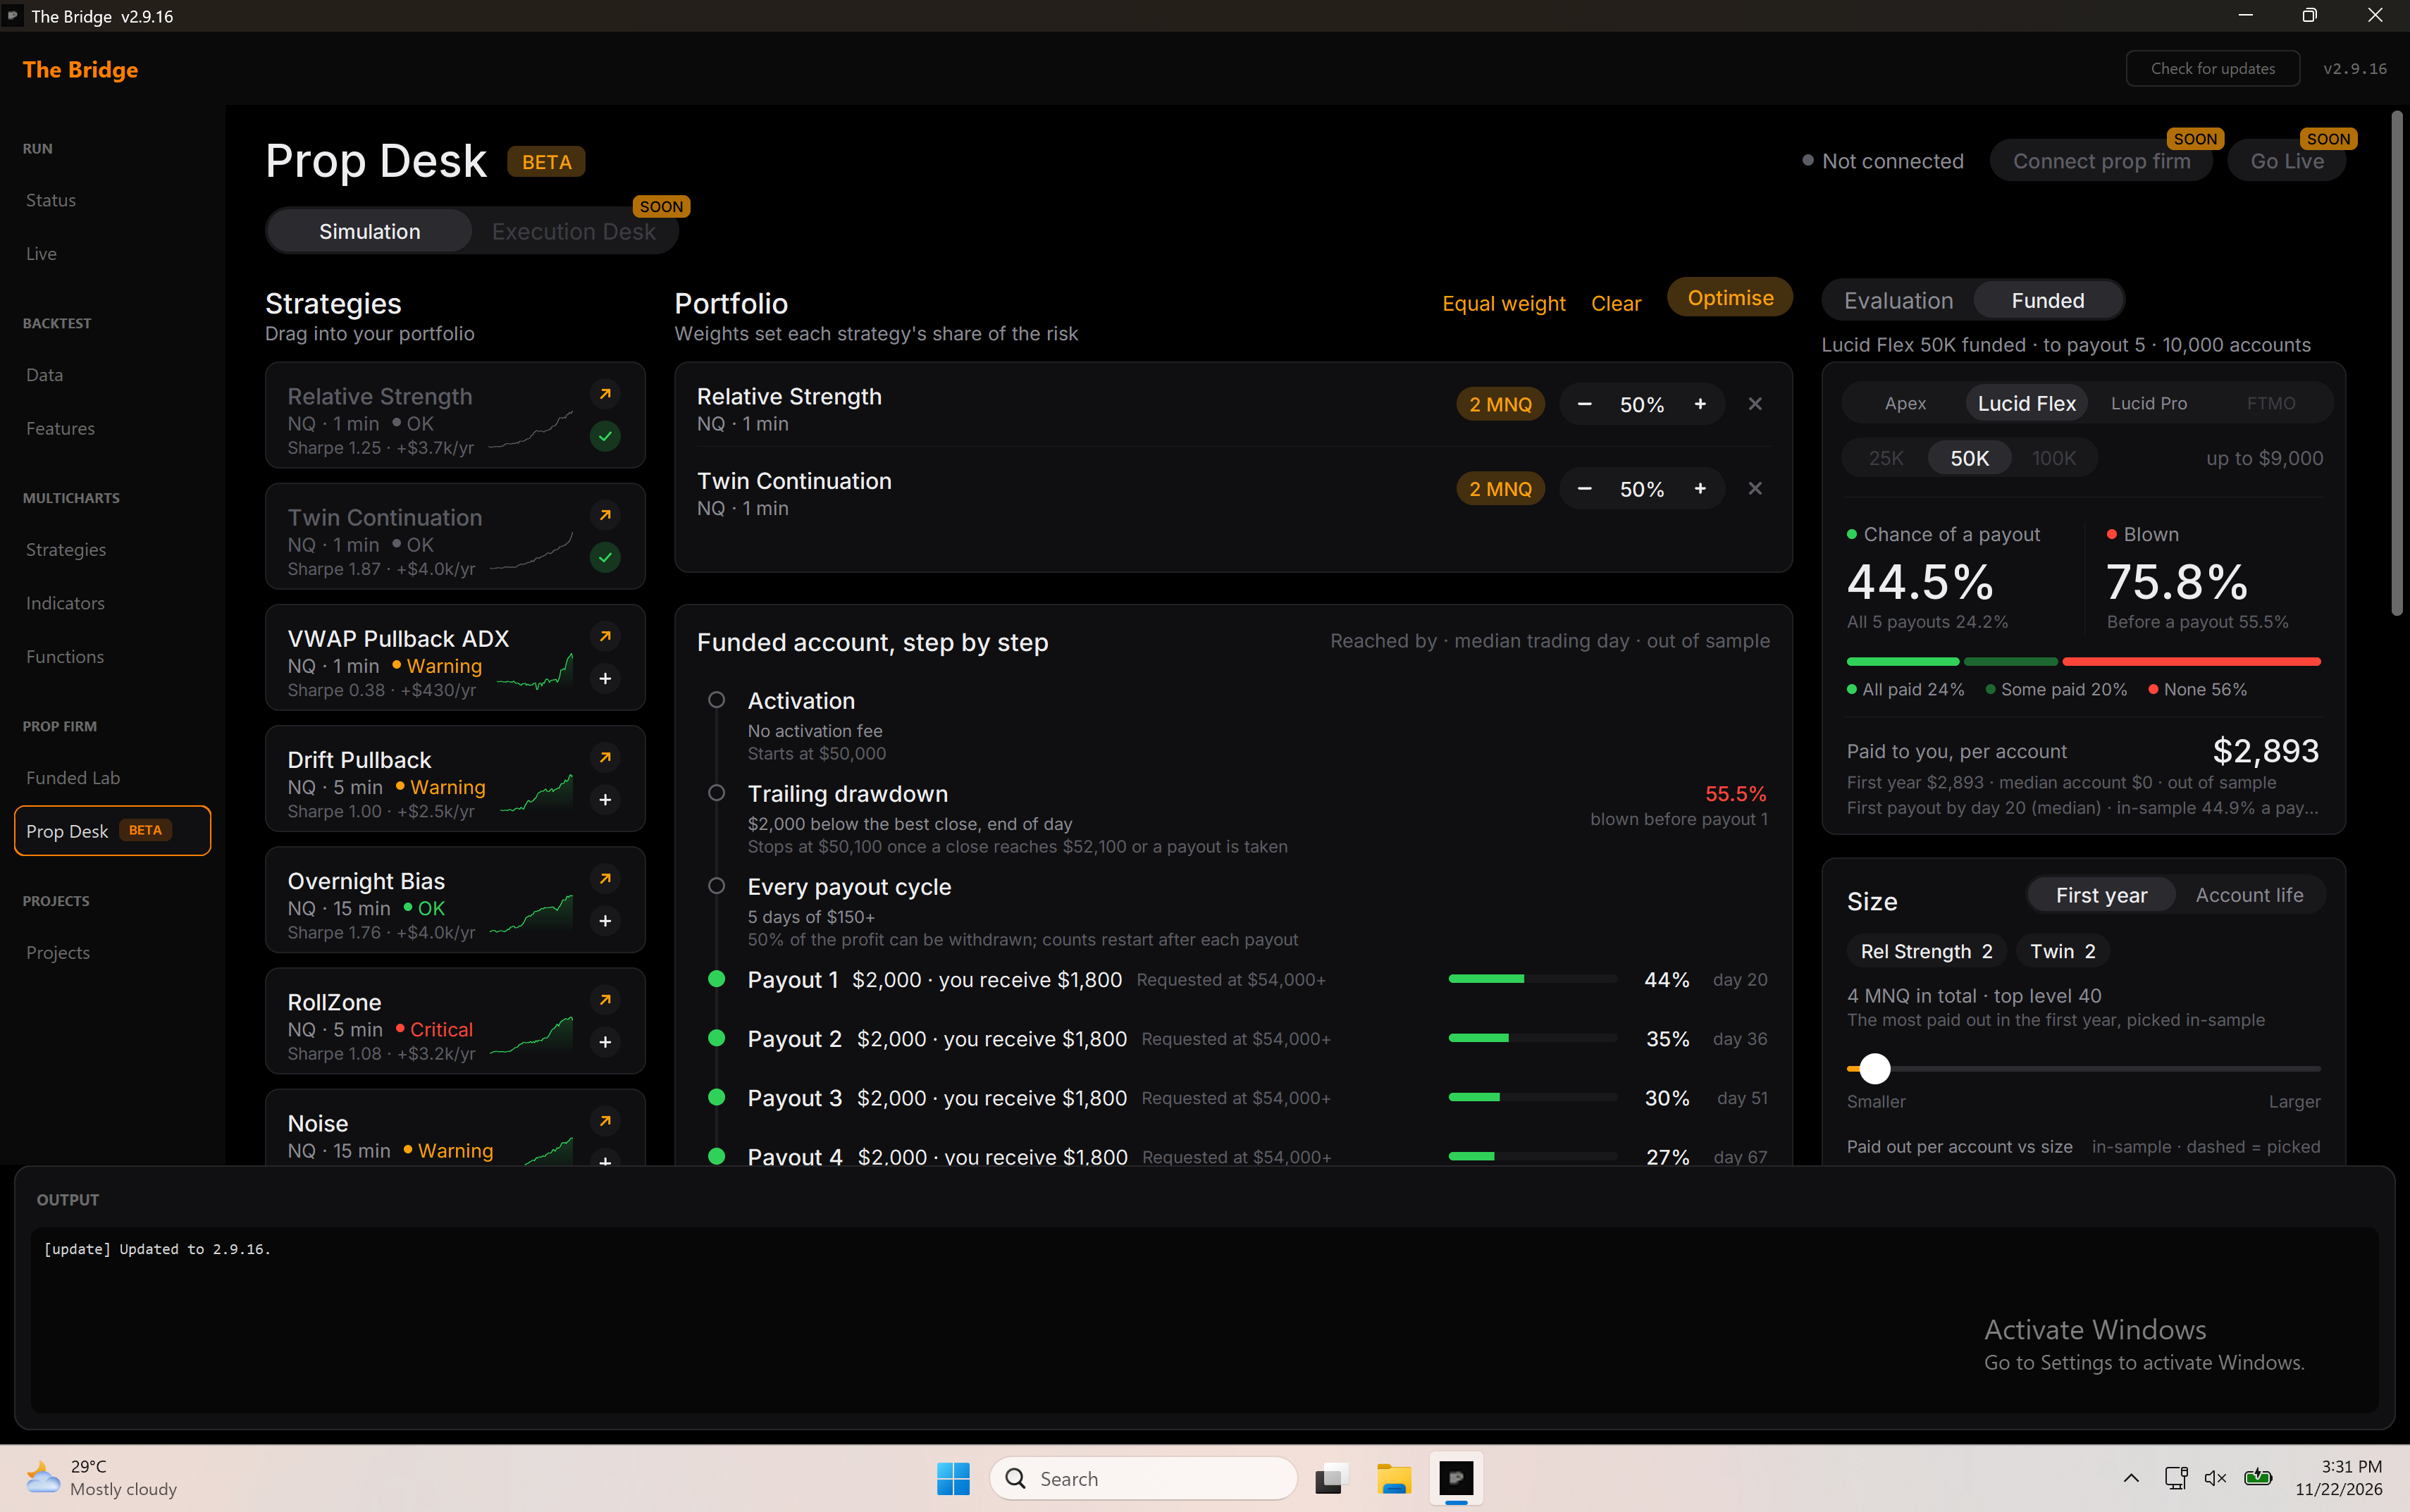 The Bridge v2.9.16
The Bridge
Check for updates
v2.9.16
RUN
Status
Live
BACKTEST
Data
Features
MULTICHARTS
Strategies
Indicators
Functions
PROP FIRM
Funded Lab
Prop Desk BETA
PROJECTS
Projects
Prop Desk BETA
Not connected
Connect prop firm SOON
Go Live SOON
Simulation
Execution Desk SOON
Strategies
Drag into your portfolio
Relative Strength
NQ · 1 min OK
Sharpe 1.25 · +$3.7k/yr
Twin Continuation
NQ · 1 min OK
Sharpe 1.87 · +$4.0k/yr
VWAP Pullback ADX
NQ · 1 min Warning
Sharpe 0.38 · +$430/yr
Drift Pullback
NQ · 5 min Warning
Sharpe 1.00 · +$2.5k/yr
Overnight Bias
NQ · 15 min OK
Sharpe 1.76 · +$4.0k/yr
RollZone
NQ · 5 min Critical
Sharpe 1.08 · +$3.2k/yr
Noise
NQ · 15 min Warning
Portfolio
Weights set each strategy's share of the risk
Equal weight Clear Optimise
Relative Strength
NQ · 1 min
2 MNQ − 50% + ×
Twin Continuation
NQ · 1 min
2 MNQ − 50% + ×
Funded account, step by step
Reached by · median trading day · out of sample
Activation
No activation fee
Starts at $50,000
Trailing drawdown
$2,000 below the best close, end of day
Stops at $50,100 once a close reaches $52,100 or a payout is taken
55.5%
blown before payout 1
Every payout cycle
5 days of $150+
50% of the profit can be withdrawn; counts restart after each payout
Payout 1 $2,000 · you receive $1,800 Requested at $54,000+ 44% day 20
Payout 2 $2,000 · you receive $1,800 Requested at $54,000+ 35% day 36
Payout 3 $2,000 · you receive $1,800 Requested at $54,000+ 30% day 51
Payout 4 $2,000 · you receive $1,800 Requested at $54,000+ 27% day 67
Evaluation Funded
Lucid Flex 50K funded · to payout 5 · 10,000 accounts
Apex Lucid Flex Lucid Pro FTMO
25K 50K 100K up to $9,000
Chance of a payout
44.5%
All 5 payouts 24.2%
Blown
75.8%
Before a payout 55.5%
All paid 24% Some paid 20% None 56%
Paid to you, per account $2,893
First year $2,893 · median account $0 · out of sample
First payout by day 20 (median) · in-sample 44.9% a pay...
Size
First year Account life
Rel Strength 2 Twin 2
4 MNQ in total · top level 40
The most paid out in the first year, picked in-sample
Smaller Larger
Paid out per account vs size in-sample · dashed = picked
OUTPUT
[update] Updated to 2.9.16.
Activate Windows
Go to Settings to activate Windows.
29°C
Mostly cloudy
Search
3:31 PM
11/22/2026